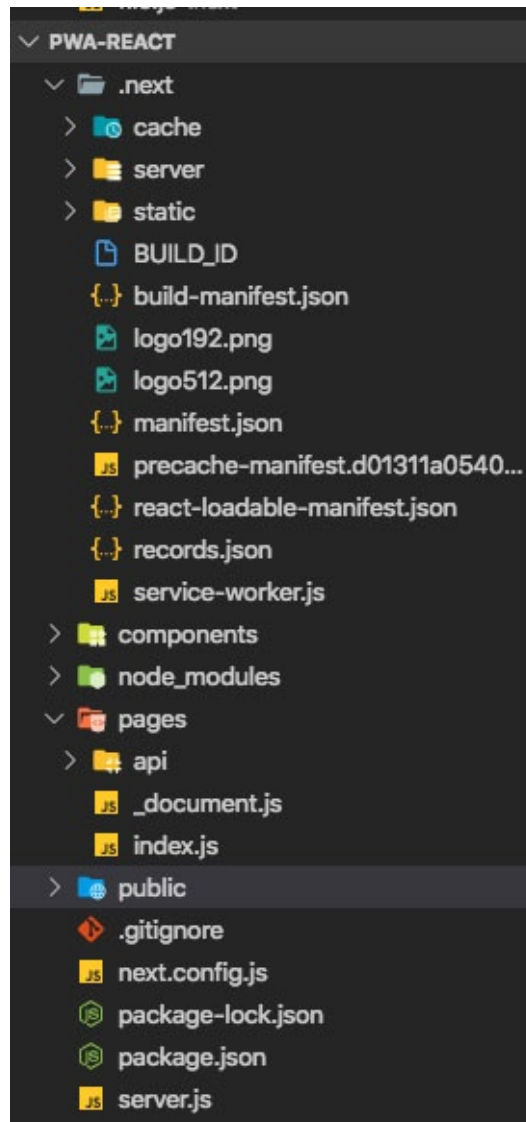 PWA-REACT
.next
cache
server
static
BUILD_ID
build-manifest.json
logo192.png
logo512.png
manifest.json
precache-manifest.d01311a0540...
react-loadable-manifest.json
records.json
service-worker.js
components
node_modules
pages
api
_document.js
index.js
public
.gitignore
next.config.js
package-lock.json
package.json
server.js